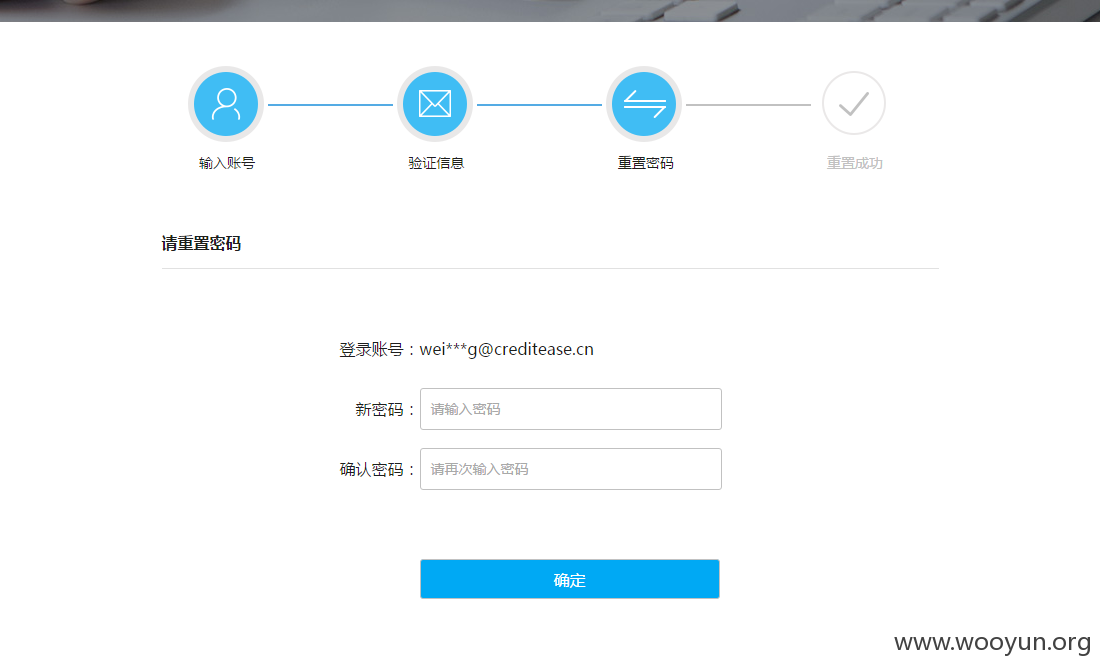 输入账号 验证信息 重置密码 重置成功
请重置密码
登录账号：wei***g@creditease.cn
新密码： 请输入密码
确认密码： 请再次输入密码
确定
www.wooyun.org